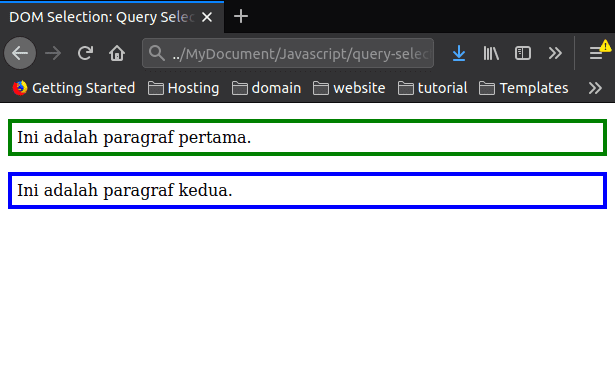 DOM Selection: Query Selec
../MyDocument/Javascript/query-selec
Getting Started Hosting domain website tutorial Templates
Ini adalah paragraf pertama.
Ini adalah paragraf kedua.